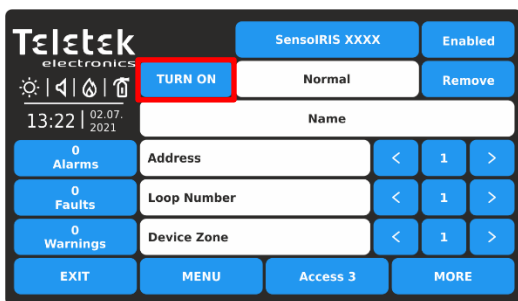 Teletek
electronics
SensoIRIS XXXX
Enabled
TURN ON
Normal
Remove
13:22
02.07.
2021
Name
0
Alarms
Address
<
1
>
0
Faults
Loop Number
<
1
>
0
Warnings
Device Zone
<
1
>
EXIT
MENU
Access 3
MORE